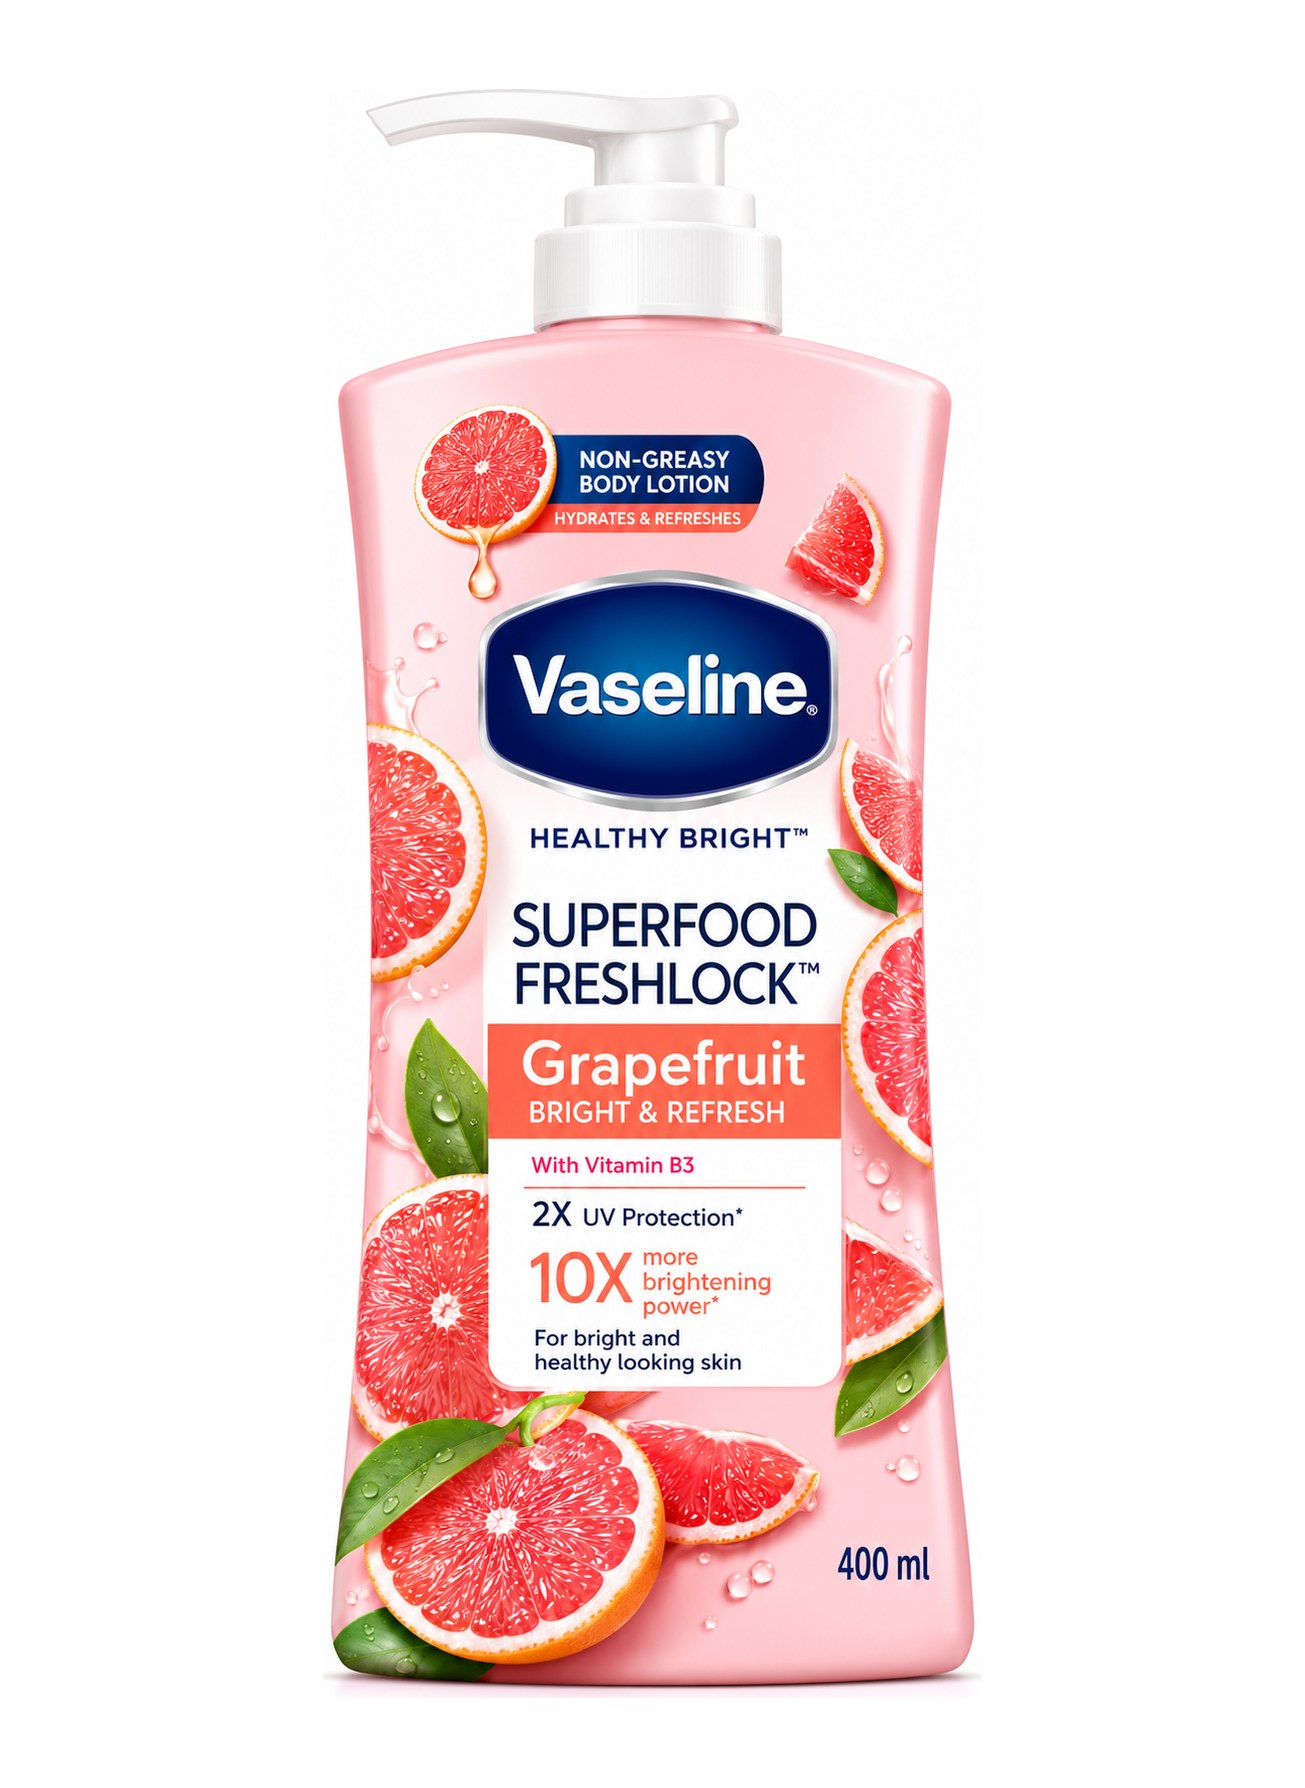 NON-GREASY
BODY LOTION
HYDRATES & REFRESHES
Vaseline®
HEALTHY BRIGHT™
SUPERFOOD
FRESHLOCK™
Grapefruit
BRIGHT & REFRESH
With Vitamin B3
2X UV Protection*
10X more
brightening
power*
For bright and
healthy looking skin
400 ml